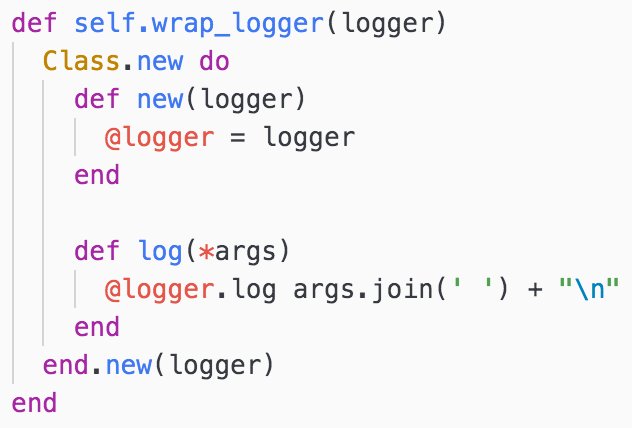 def self.wrap_logger(logger)
  Class.new do
    def new(logger)
      @logger = logger
    end

    def log(*args)
      @logger.log args.join(' ') + "\n"
    end
  end.new(logger)
end